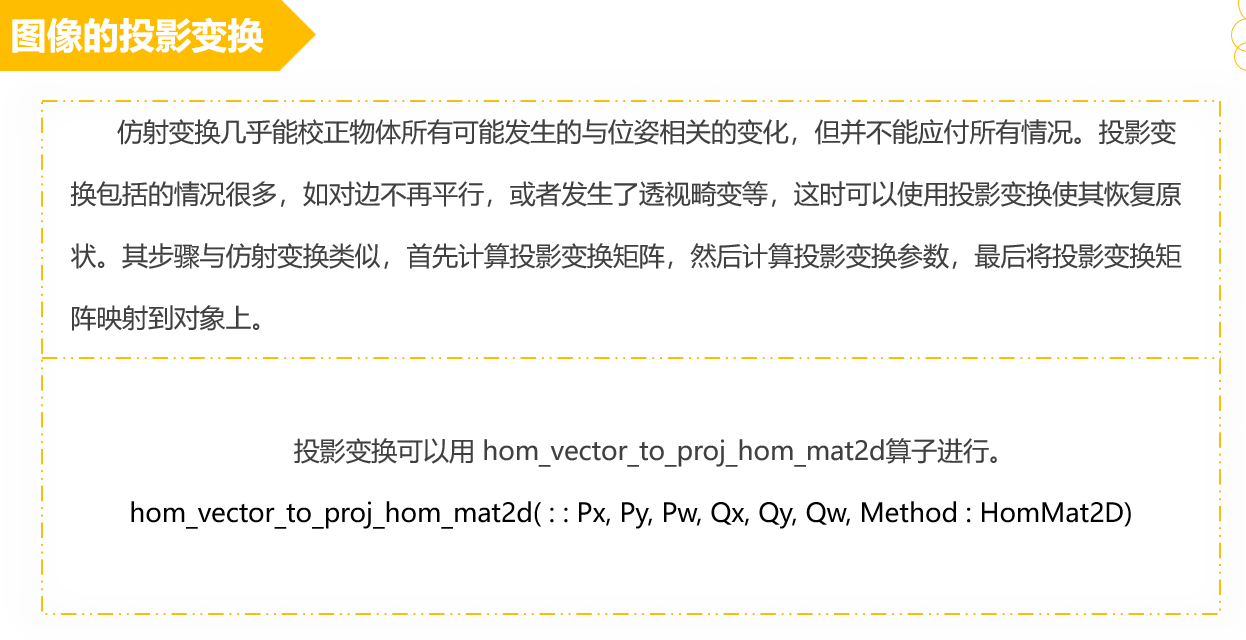 图像的投影变换
仿射变换几乎能校正物体所有可能发生的与位姿相关的变化，但并不能应付所有情况。投影变
换包括的情况很多，如对边不再平行，或者发生了透视畸变等，这时可以使用投影变换使其恢复原
状。其步骤与仿射变换类似，首先计算投影变换矩阵，然后计算投影变换参数，最后将投影变换矩
阵映射到对象上。
投影变换可以用 hom_vector_to_proj_hom_mat2d算子进行。
hom_vector_to_proj_hom_mat2d( : : Px, Py, Pw, Qx, Qy, Qw, Method : HomMat2D)